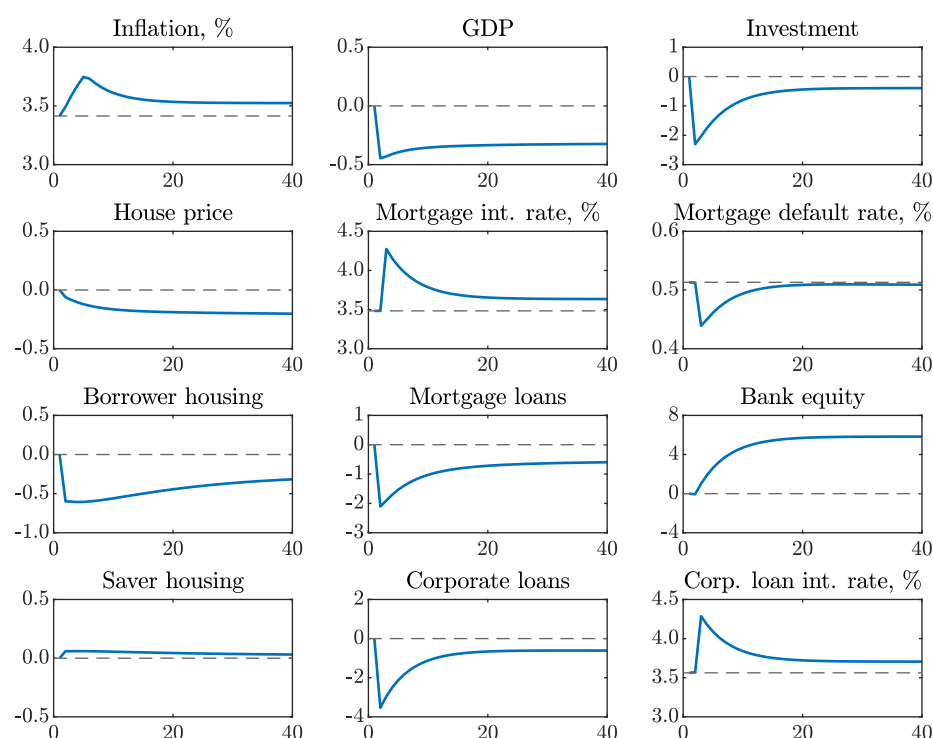 Inflation, %
GDP
Investment
4.0
3.5
3.0
0 20 40
0.5
0.0
-0.5
0 20 40
1
0
-1
-2
-3
0 20 40
House price
Mortgage int. rate, %
Mortgage default rate, %
0.5
0.0
-0.5
0 20 40
4.5
4.0
3.5
3.0
0 20 40
0.6
0.5
0.4
0 20 40
Borrower housing
Mortgage loans
Bank equity
0.5
0.0
-0.5
-1.0
0 20 40
1
0
-1
-2
-3
0 20 40
8
4
0
-4
0 20 40
Saver housing
Corporate loans
Corp. loan int. rate, %
0.5
0.0
-0.5
0 20 40
2
0
-2
-4
0 20 40
4.5
4.0
3.5
3.0
0 20 40